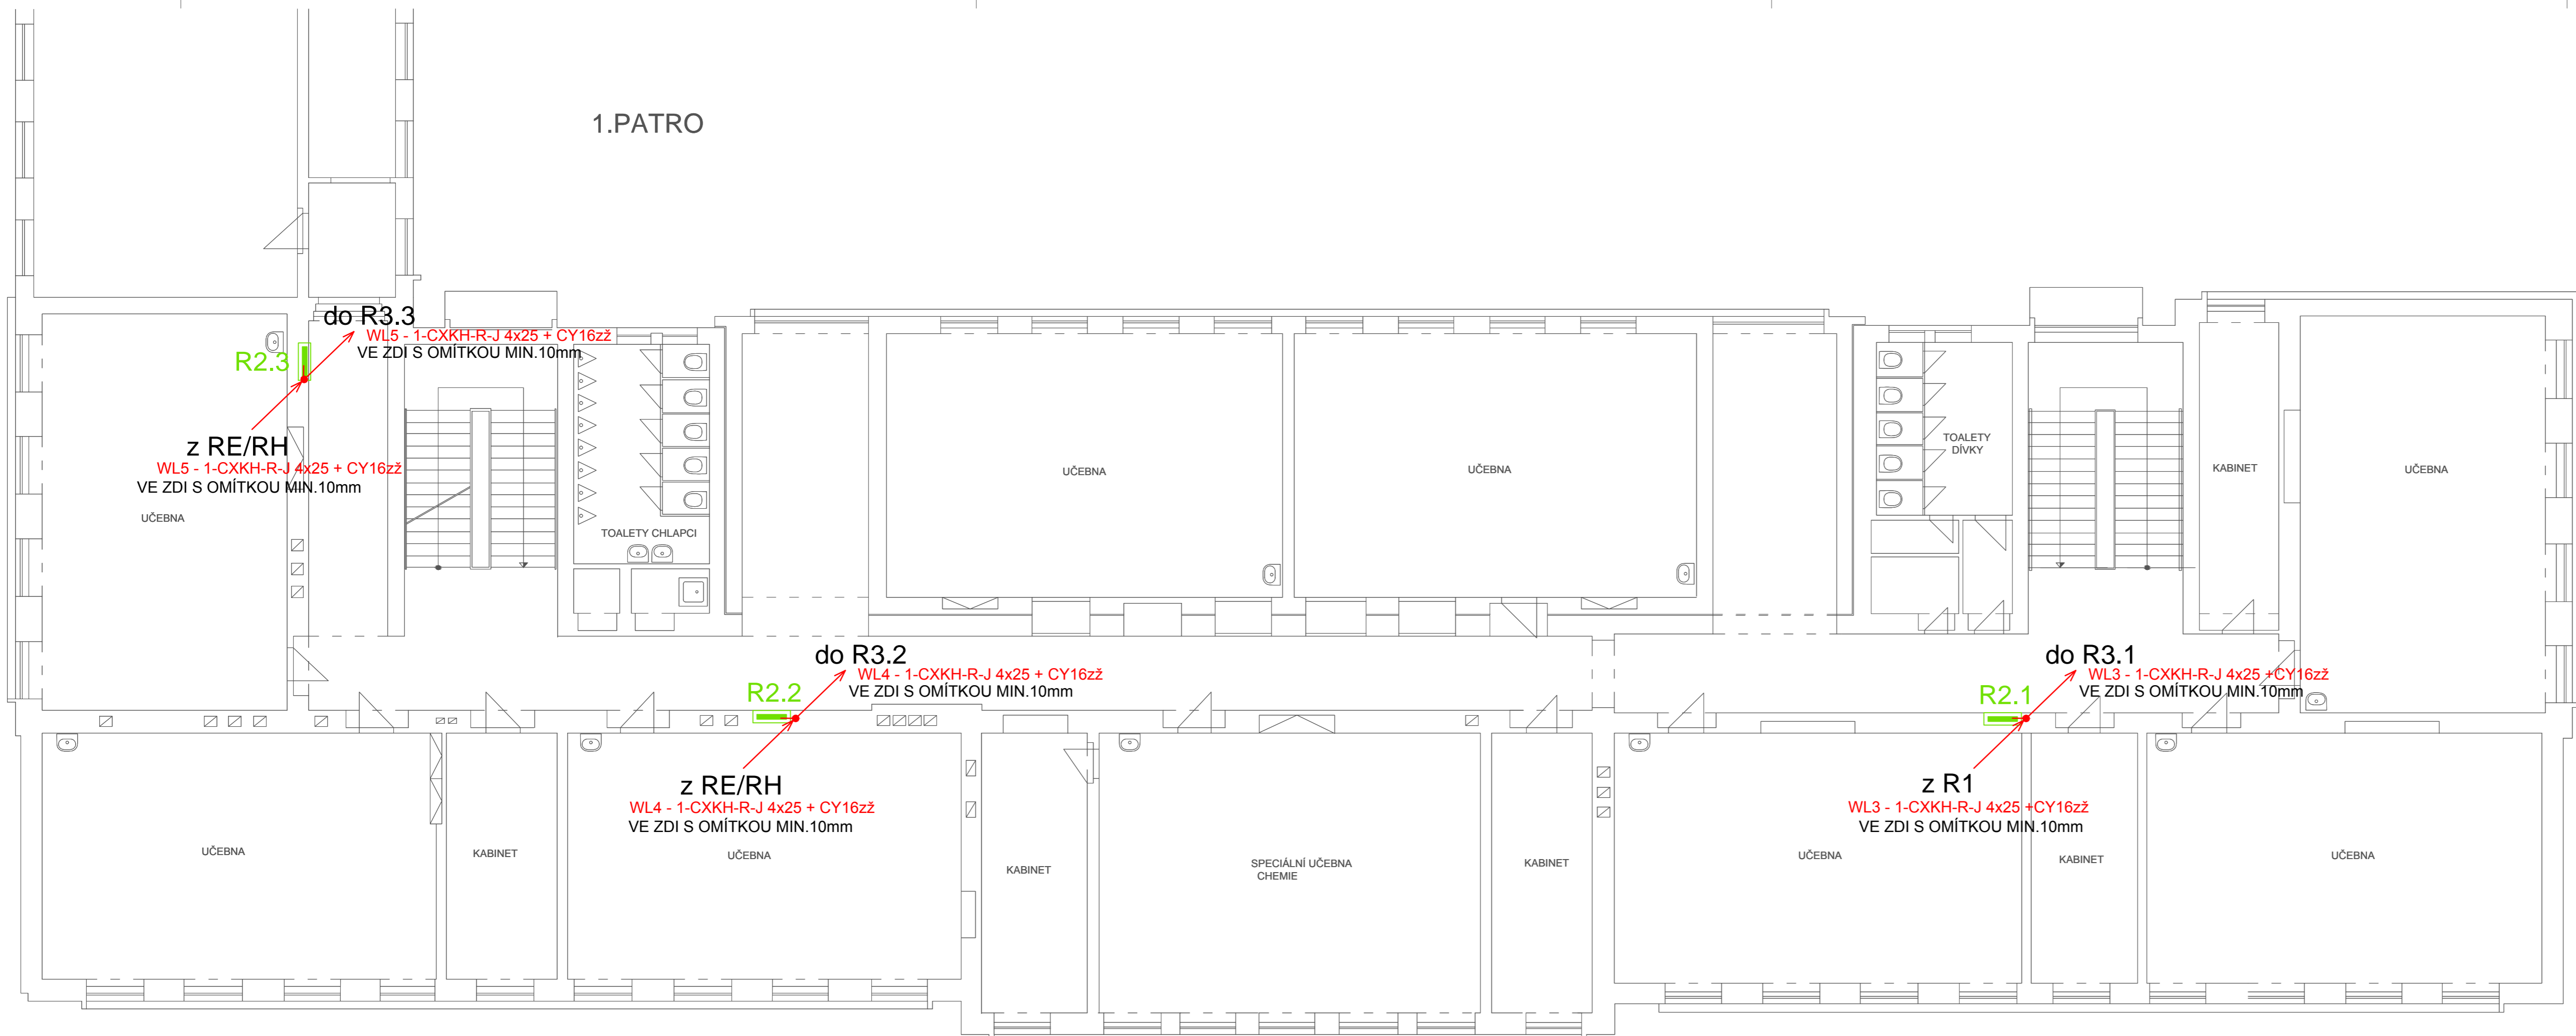 1.PATRO
do R3.3
WL5 - 1-CXKH-R-J 4x25 + CY16zž
VE ZDI S OMÍTKOU MIN.10mm
R2.3
z RE/RH
WL5 - 1-CXKH-R-J 4x25 + CY16zž
VE ZDI S OMÍTKOU MIN.10mm
UČEBNA
TOALETY CHLAPCI
UČEBNA
UČEBNA
TOALETY
DÍVKY
KABINET
UČEBNA
do R3.2
WL4 - 1-CXKH-R-J 4x25 + CY16zž
VE ZDI S OMÍTKOU MIN.10mm
R2.2
z RE/RH
WL4 - 1-CXKH-R-J 4x25 + CY16zž
VE ZDI S OMÍTKOU MIN.10mm
do R3.1
WL3 - 1-CXKH-R-J 4x25 +CY16zž
VE ZDI S OMÍTKOU MIN.10mm
R2.1
z R1
WL3 - 1-CXKH-R-J 4x25 +CY16zž
VE ZDI S OMÍTKOU MIN.10mm
UČEBNA
KABINET
UČEBNA
KABINET
SPECIÁLNÍ UČEBNA
CHEMIE
KABINET
UČEBNA
KABINET
UČEBNA